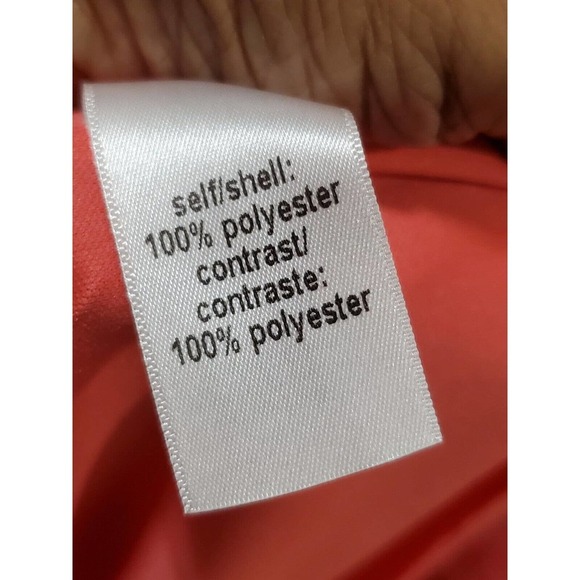 self/shell:
100% polyester
contrast/
contraste:
100% polyester